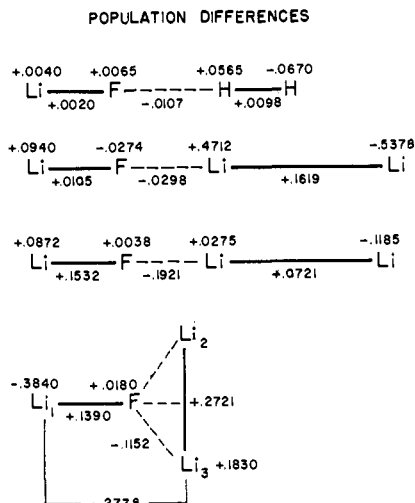 POPULATION DIFFERENCES
+.0040 +.0065 +.0565 -.0670
Li F H H
+.0020 -.0107 +.0098
+.0940 -.0274 +.4712 -.5378
Li F Li Li
+.0105 -.0298 +.1619
+.0872 +.0038 +.0275 -.1185
Li F Li Li
+.1532 -.1921 +.0721
Li2
-.3840 +.0180
Li1 F +.2721
+.1390
-.1152
Li3 +.1830
.2778